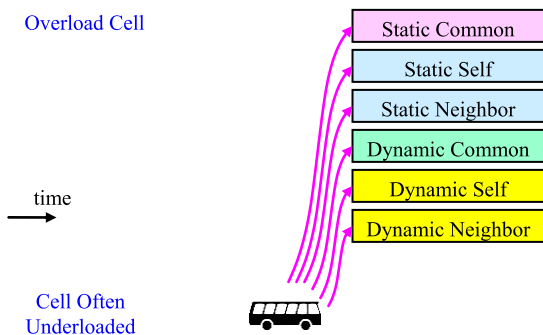 Overload Cell
Static Common
Static Self
Static Neighbor
Dynamic Common
Dynamic Self
time
Dynamic Neighbor
Cell Often
Underloaded